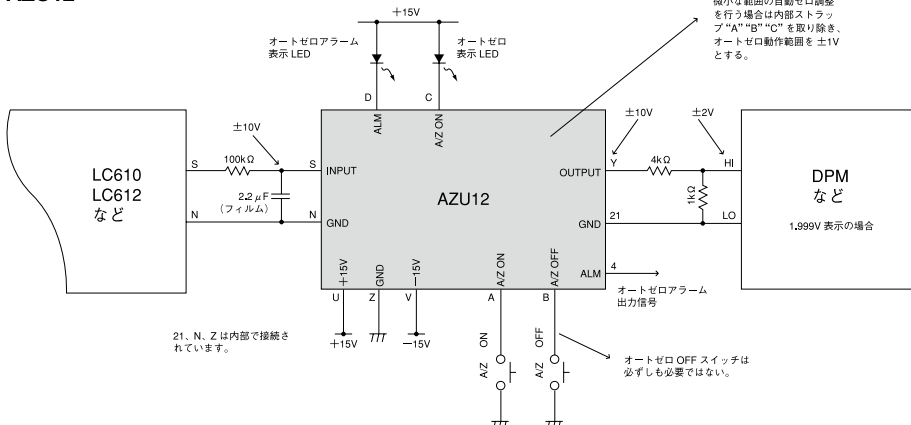 微小な範囲の自動ゼロ調整
を行う場合は内部ストラッ
プ“A”“B”“C”を取り除き、
オートゼロ動作範囲を ±1V
とする。
+15V
オートゼロアラーム
表示 LED
オートゼロ
表示 LED
D
C
ALM
A/Z ON
±10V
±10V
±2V
S
100kΩ
S
INPUT
OUTPUT
Y
4kΩ
HI
LC610
LC612
など
2.2μF
(フィルム)
AZU12
1kΩ
DPM
など
1.999V 表示の場合
N
N
GND
GND
21
LO
+15V
GND
−15V
A/Z ON
A/Z OFF
ALM
4
オートゼロアラーム
出力信号
U
Z
V
A
B
+15V
−15V
21、N、Z は内部で接続さ
れています。
A/Z ON
A/Z OFF
オートゼロ OFF スイッチは
必ずしも必要ではない。